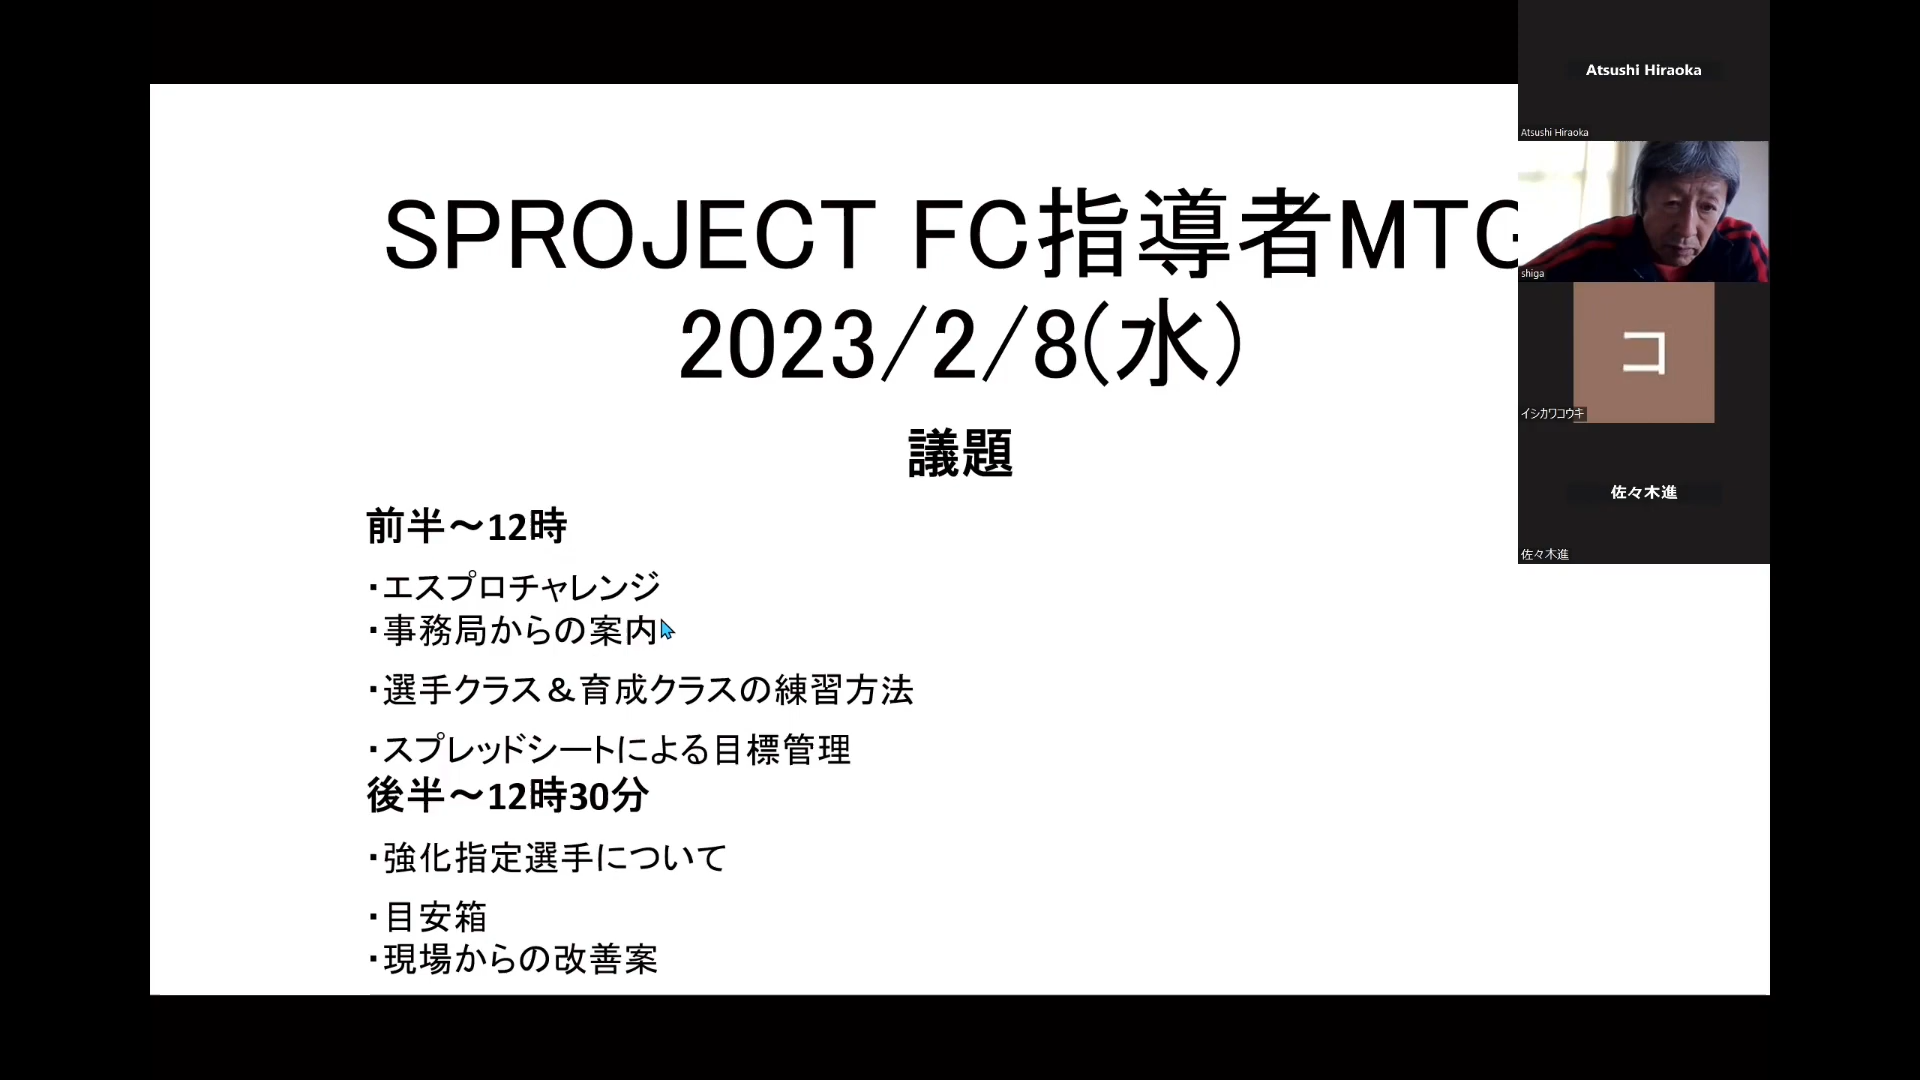 SPROJECT FC指導者MTG
2023/2/8(水)
議題
前半～12時
・エスプロチャレンジ
・事務局からの案内
・選手クラス＆育成クラスの練習方法
・スプレッドシートによる目標管理
後半～12時30分
・強化指定選手について
・目安箱
・現場からの改善案
Atsushi Hiraoka
Atsushi Hiraoka
shiga
コ
イシカワコウキ
佐々木進
佐々木進